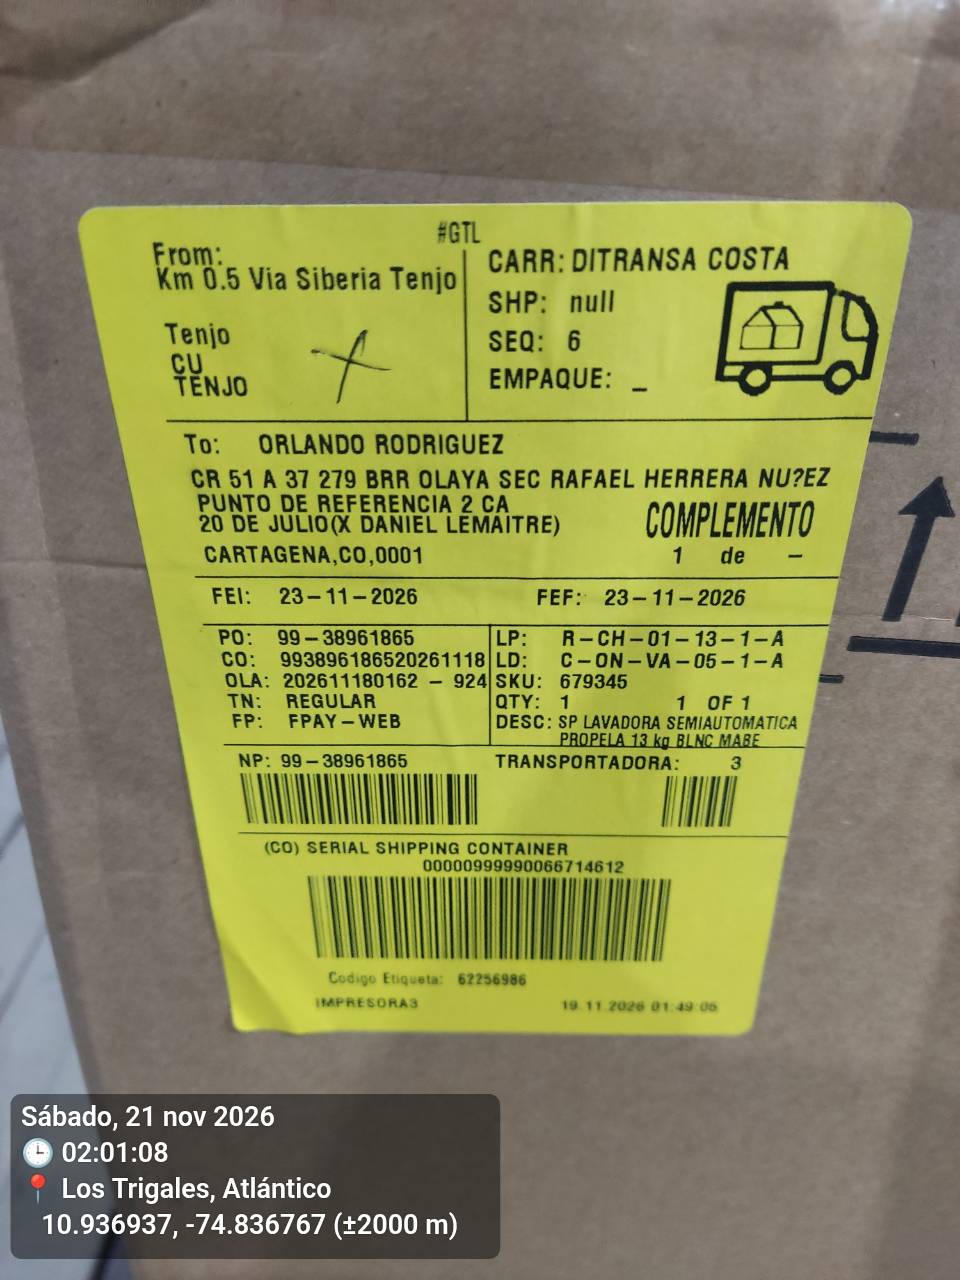 #GTL
From:
Km 0.5 Via Siberia Tenjo
Tenjo
CU
TENJO
CARR: DITRANSA COSTA
SHP: null
SEQ: 6
EMPAQUE: _
To: ORLANDO RODRIGUEZ
CR 51 A 37 279 BRR OLAYA SEC RAFAEL HERRERA NU?EZ
PUNTO DE REFERENCIA 2 CA
20 DE JULIO(X DANIEL LEMAITRE)
CARTAGENA,CO,0001
COMPLEMENTO
1 de –
FEI: 23-11-2026 FEF: 23-11-2026
PO: 99-38961865
CO: 993896186520261118
OLA: 202611180162 - 924
TN: REGULAR
FP: FPAY-WEB
LP: R-CH-01-13-1-A
LD: C-ON-VA-05-1-A
SKU: 679345
QTY: 1 1 OF 1
DESC: SP LAVADORA SEMIAUTOMATICA
PROPELA 13 kg BLNC MABE
NP: 99-38961865 TRANSPORTADORA: 3
(CO) SERIAL SHIPPING CONTAINER
00000999990066714612
Codigo Etiqueta: 62256986
IMPRESORA3 19.11.2026 01:49:05
Sábado, 21 nov 2026
02:01:08
Los Trigales, Atlántico
10.936937, -74.836767 (±2000 m)